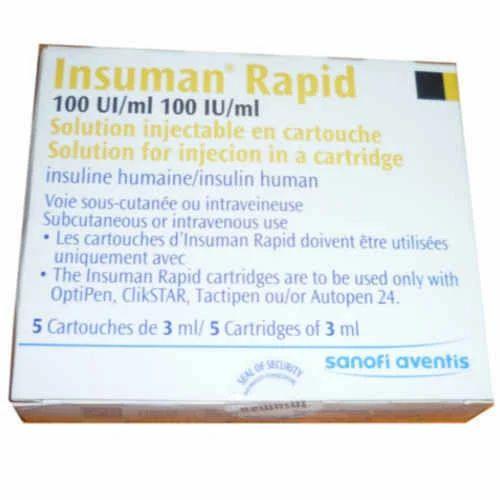 Insuman® Rapid
100 UI/ml 100 IU/ml
Solution injectable en cartouche
Solution for injecion in a cartridge
insuline humaine/insulin human
Voie sous-cutanée ou intraveineuse
Subcutaneous or intravenous use
• Les cartouches d'Insuman Rapid doivent être utilisées
uniquement avec
• The Insuman Rapid cartridges are to be used only with
OptiPen, ClikSTAR, Tactipen ou/or Autopen 24.
5 Cartouches de 3 ml/ 5 Cartridges of 3 ml
SEAL OF SECURITY
sanofi aventis